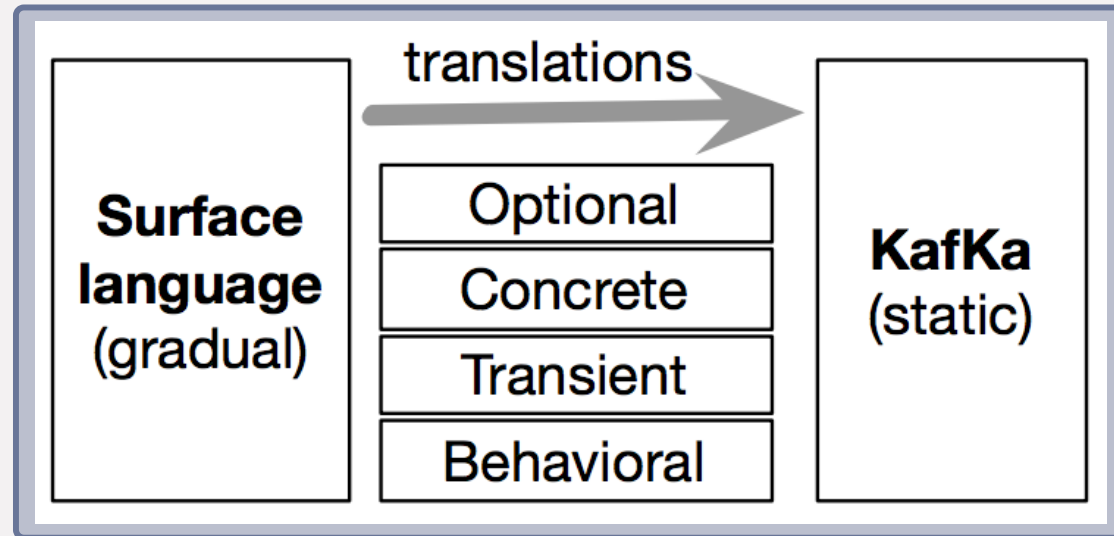 translations
Surface
language
(gradual)
Optional
Concrete
Transient
Behavioral
KafKa
(static)